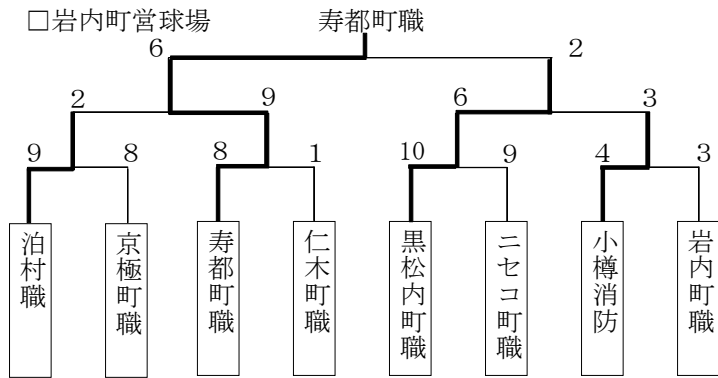 □岩内町営球場 寿都町職
6 2
2 9 6 3
9 8 8 1 10 9 4 3
泊村職
京極町職
寿都町職
仁木町職
黒松内町職
ニセコ町職
小樽消防
岩内町職